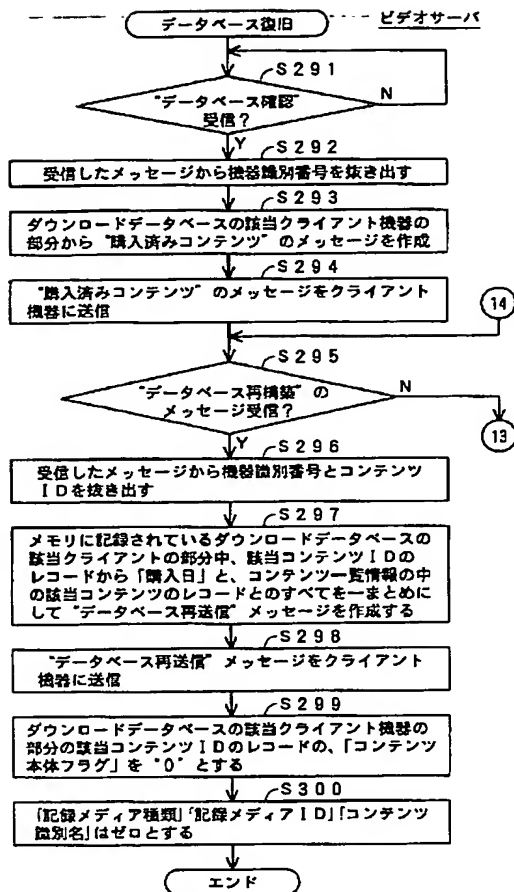 データベース復旧
ビデオサーバ
S291
"データベース確認"
受信？
N
Y
S292
受信したメッセージから機器識別番号を抜き出す
S293
ダウンロードデータベースの該当クライアント機器の
部分から"購入済みコンテンツ"のメッセージを作成
S294
"購入済みコンテンツ"のメッセージをクライアント
機器に送信
14
S295
"データベース再構築"の
メッセージ受信？
N
13
Y
S296
受信したメッセージから機器識別番号とコンテンツ
IDを抜き出す
S297
メモリに記録されているダウンロードデータベースの
該当クライアントの部分中、該当コンテンツIDの
レコードから「購入日」と、コンテンツ一覧情報の中
の該当コンテンツのレコードとのすべてを一まとめに
して"データベース再送信"メッセージを作成する
S298
"データベース再送信"メッセージをクライアント
機器に送信
S299
ダウンロードデータベースの該当クライアント機器の
部分の該当コンテンツIDのレコードの、「コンテンツ
本体フラグ」を"0"とする
S300
「記録メディア種類」「記録メディアID」「コンテンツ
識別名」はゼロとする
エンド